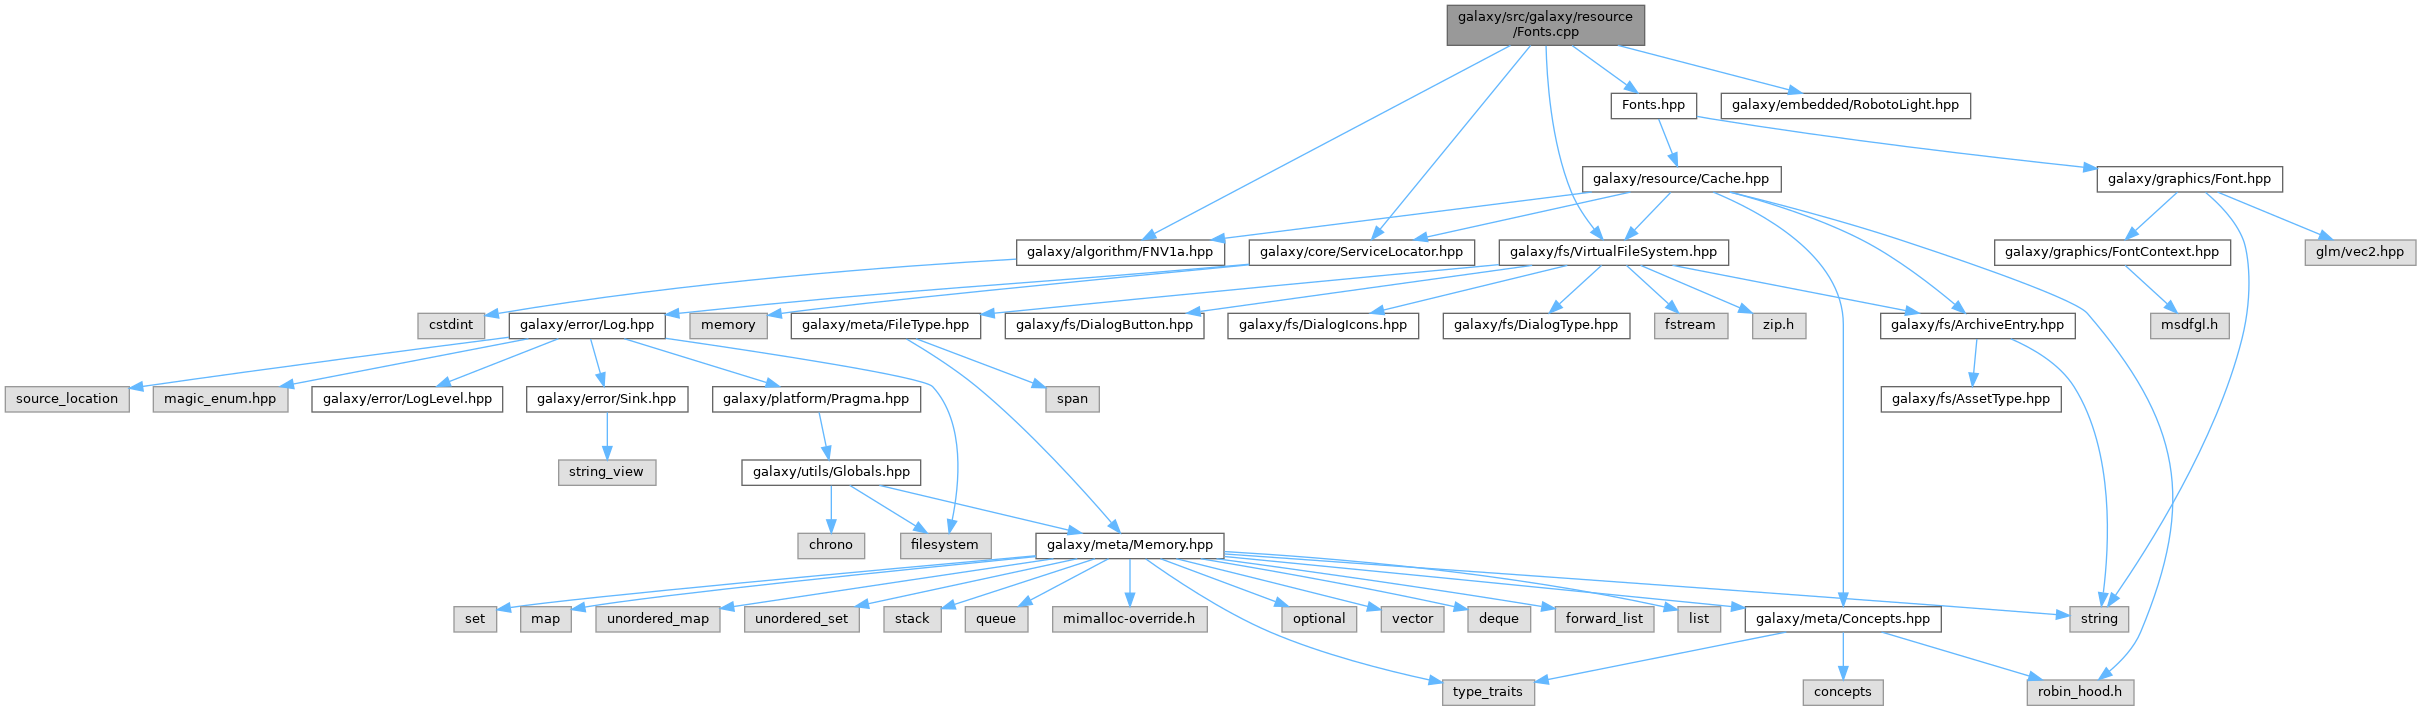 galaxy/src/galaxy/resource
/Fonts.cpp
Fonts.hpp
galaxy/embedded/RobotoLight.hpp
galaxy/resource/Cache.hpp
galaxy/graphics/Font.hpp
galaxy/algorithm/FNV1a.hpp
galaxy/core/ServiceLocator.hpp
galaxy/fs/VirtualFileSystem.hpp
galaxy/graphics/FontContext.hpp
glm/vec2.hpp
cstdint
galaxy/error/Log.hpp
memory
galaxy/meta/FileType.hpp
galaxy/fs/DialogButton.hpp
galaxy/fs/DialogIcons.hpp
galaxy/fs/DialogType.hpp
fstream
zip.h
galaxy/fs/ArchiveEntry.hpp
msdfgl.h
source_location
magic_enum.hpp
galaxy/error/LogLevel.hpp
galaxy/error/Sink.hpp
galaxy/platform/Pragma.hpp
span
galaxy/fs/AssetType.hpp
string_view
galaxy/utils/Globals.hpp
chrono
filesystem
galaxy/meta/Memory.hpp
set
map
unordered_map
unordered_set
stack
queue
mimalloc-override.h
optional
vector
deque
forward_list
list
galaxy/meta/Concepts.hpp
string
type_traits
concepts
robin_hood.h